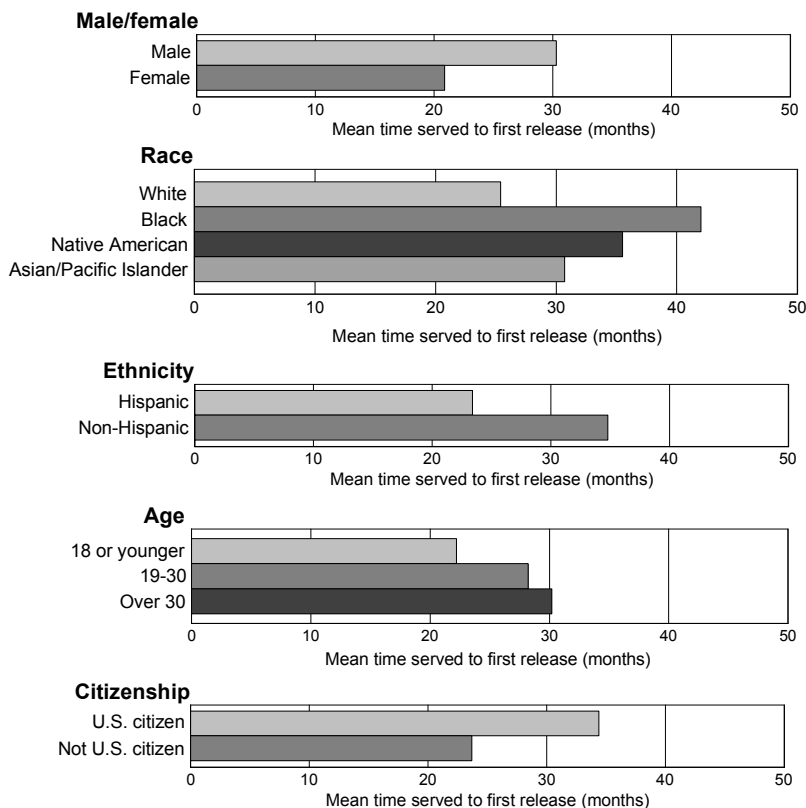 Male/female
Male
Female
0 10 20 30 40 50
Mean time served to first release (months)
Race
White
Black
Native American
Asian/Pacific Islander
0 10 20 30 40 50
Mean time served to first release (months)
Ethnicity
Hispanic
Non-Hispanic
0 10 20 30 40 50
Mean time served to first release (months)
Age
18 or younger
19-30
Over 30
0 10 20 30 40 50
Mean time served to first release (months)
Citizenship
U.S. citizen
Not U.S. citizen
0 10 20 30 40 50
Mean time served to first release (months)